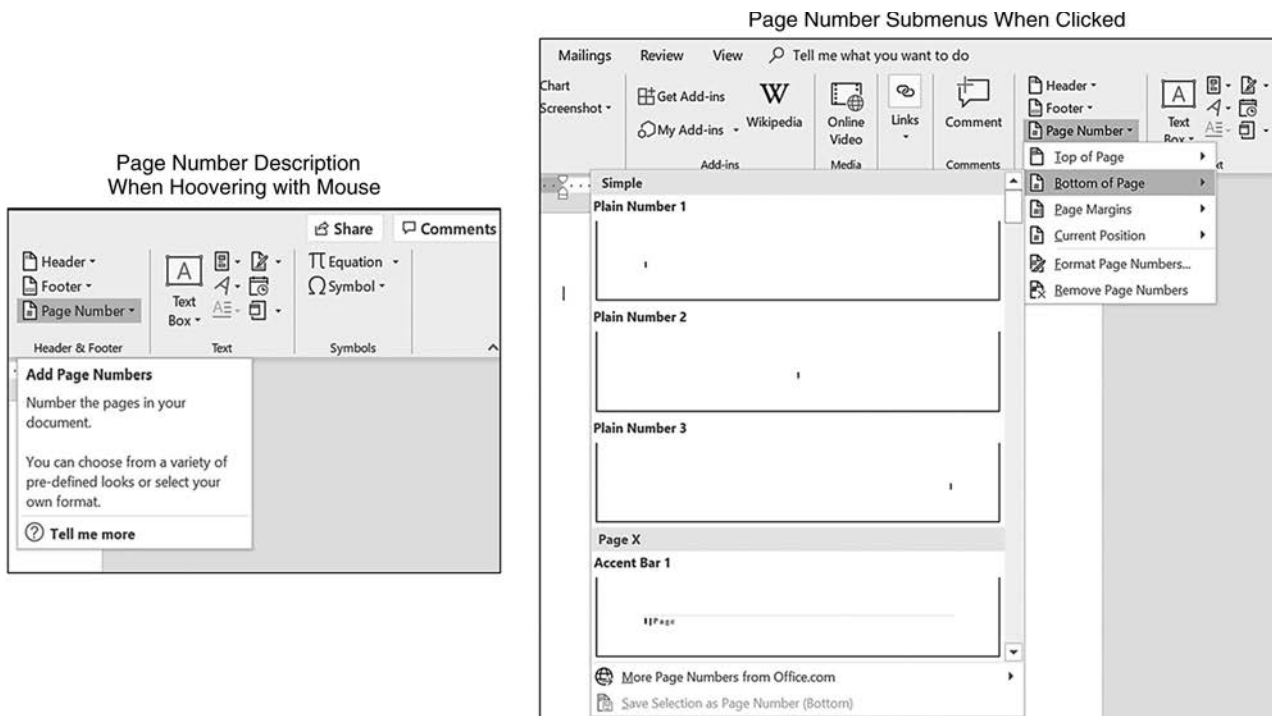 Page Number Description
When Hoovering with Mouse
Share
Comments
Header
Footer
Page Number
A
Text
Box
Equation
Symbol
Header & Footer
Text
Symbols
Add Page Numbers
Number the pages in your
document.
You can choose from a variety of
pre-defined looks or select your
own format.
Tell me more
Page Number Submenus When Clicked
Mailings
Review
View
Tell me what you want to do
Chart
Screenshot
Get Add-ins
My Add-ins
W
Wikipedia
Add-ins
Online
Video
Media
Links
Comment
Comments
Header
Footer
Page Number
A
Text
Box
Top of Page
Bottom of Page
Page Margins
Current Position
Format Page Numbers...
Remove Page Numbers
Simple
Plain Number 1
1
Plain Number 2
1
Plain Number 3
1
Page X
Accent Bar 1
1|Page
More Page Numbers from Office.com
Save Selection as Page Number (Bottom)